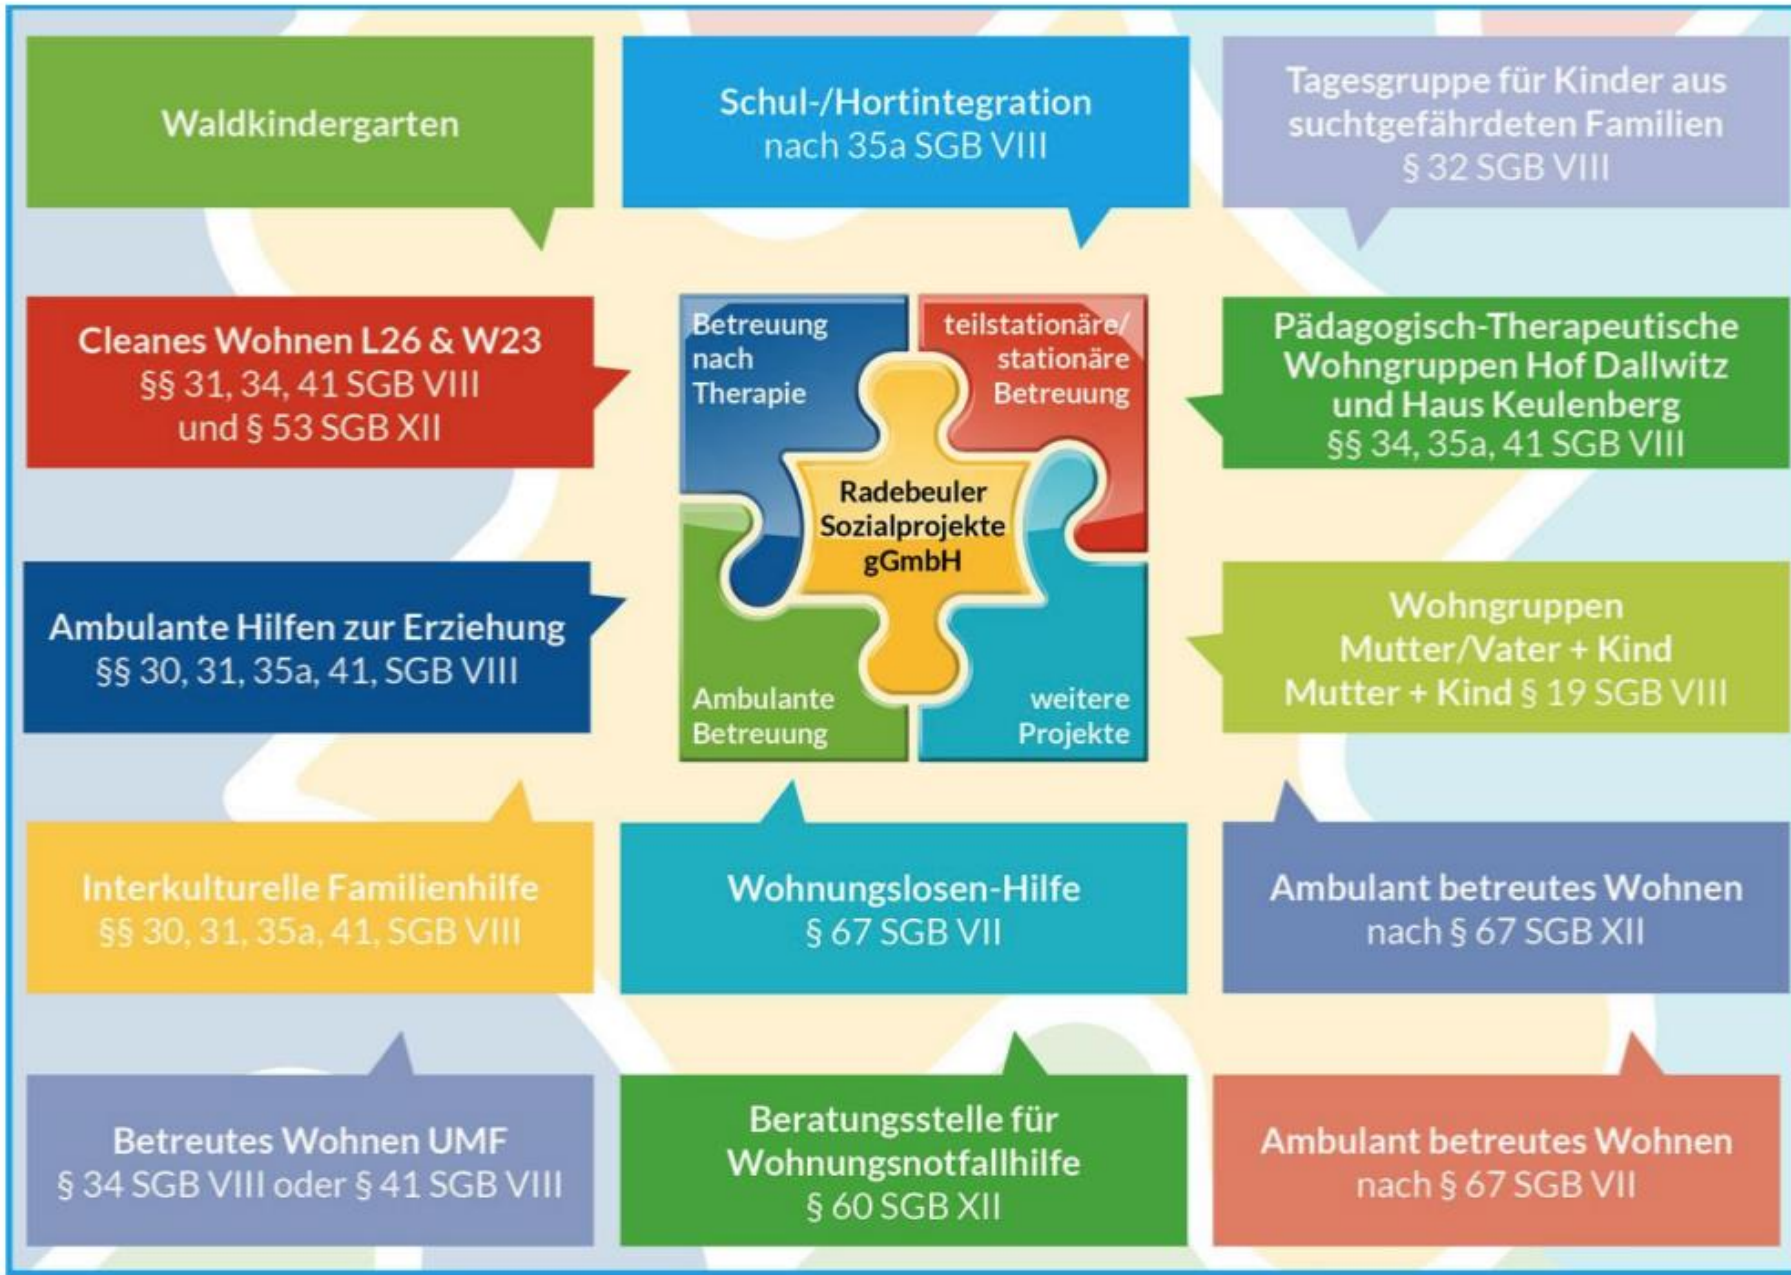 Waldkindergarten
Schul-/Hortintegration
nach 35a SGB VIII
Tagesgruppe für Kinder aus
suchtgefährdeten Familien
§ 32 SGB VIII
Cleanes Wohnen L26 & W23
§§ 31, 34, 41 SGB VIII
und § 53 SGB XII
Betreuung
nach
Therapie
teilstationäre/
stationäre
Betreuung
Radebeuler
Sozialprojekte
gGmbH
Ambulante
Betreuung
weitere
Projekte
Pädagogisch-Therapeutische
Wohngruppen Hof Dallwitz
und Haus Keulenberg
§§ 34, 35a, 41 SGB VIII
Ambulante Hilfen zur Erziehung
§§ 30, 31, 35a, 41, SGB VIII
Wohngruppen
Mutter/Vater + Kind
Mutter + Kind § 19 SGB VIII
Interkulturelle Familienhilfe
§§ 30, 31, 35a, 41, SGB VIII
Wohnungslosen-Hilfe
§ 67 SGB VII
Ambulant betreutes Wohnen
nach § 67 SGB XII
Betreutes Wohnen UMF
§ 34 SGB VIII oder § 41 SGB VIII
Beratungsstelle für
Wohnungsnotfallhilfe
§ 60 SGB XII
Ambulant betreutes Wohnen
nach § 67 SGB VII